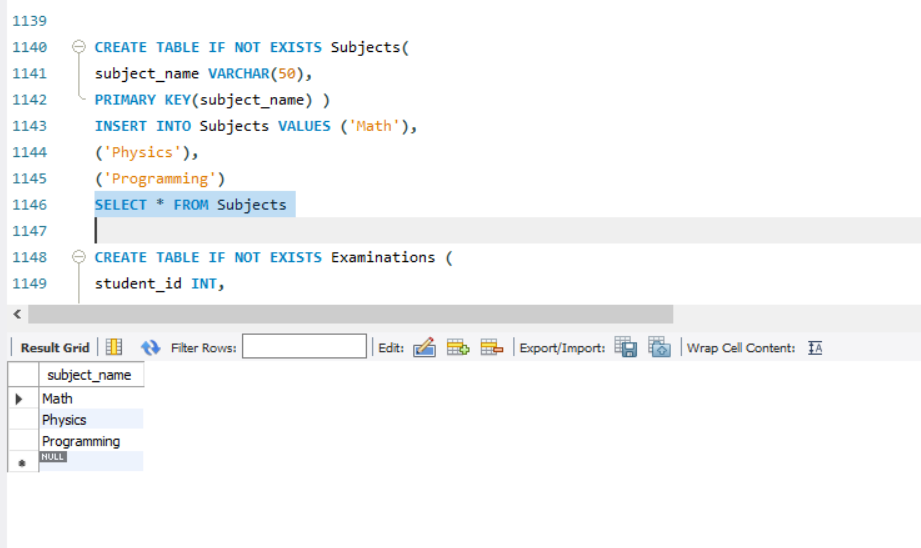 1139
1140 CREATE TABLE IF NOT EXISTS Subjects(
1141 subject_name VARCHAR(50),
1142 PRIMARY KEY(subject_name) )
1143 INSERT INTO Subjects VALUES ('Math'),
1144 ('Physics'),
1145 ('Programming')
1146 SELECT * FROM Subjects
1147
1148 CREATE TABLE IF NOT EXISTS Examinations (
1149 student_id INT,
Result Grid Filter Rows: Edit: Export/Import: Wrap Cell Content: IA
subject_name
Math
Physics
Programming
NULL